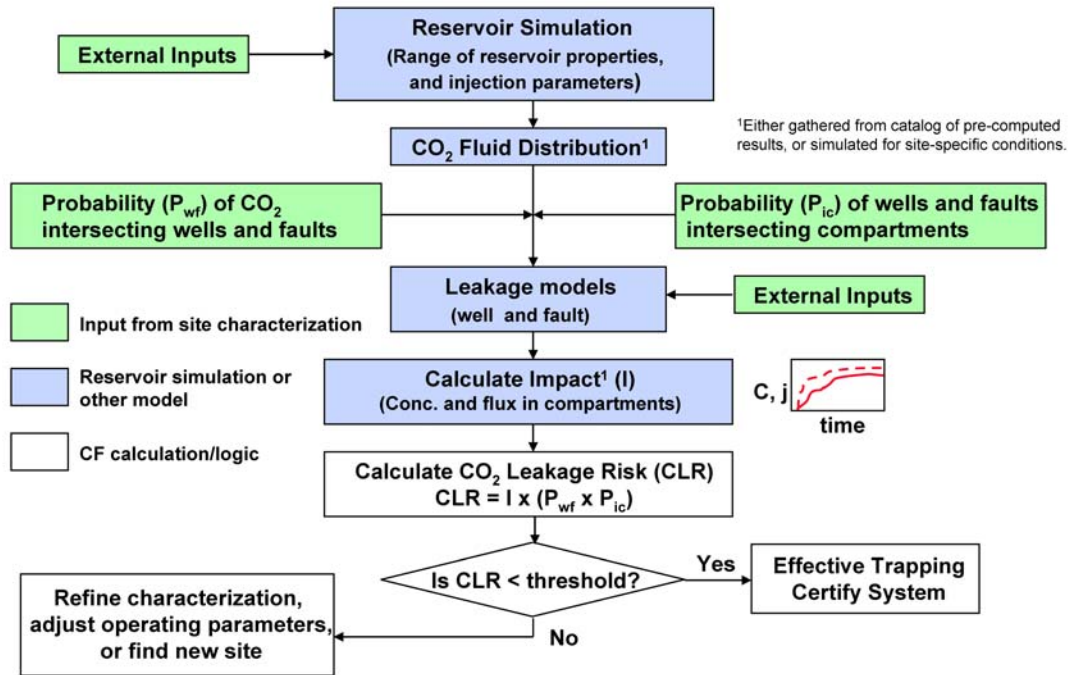 Reservoir Simulation
(Range of reservoir properties,
and injection parameters)
External Inputs
CO₂ Fluid Distribution¹
¹Either gathered from catalog of pre-computed
results, or simulated for site-specific conditions.
Probability (P_wf) of CO₂
intersecting wells and faults
Probability (P_ic) of wells and faults
intersecting compartments
Leakage models
(well and fault)
External Inputs
Input from site characterization
Reservoir simulation or
other model
CF calculation/logic
Calculate Impact¹ (I)
(Conc. and flux in compartments)
C, j
time
Calculate CO₂ Leakage Risk (CLR)
CLR = I x (P_wf x P_ic)
Is CLR < threshold?
Yes
Effective Trapping
Certify System
No
Refine characterization,
adjust operating parameters,
or find new site